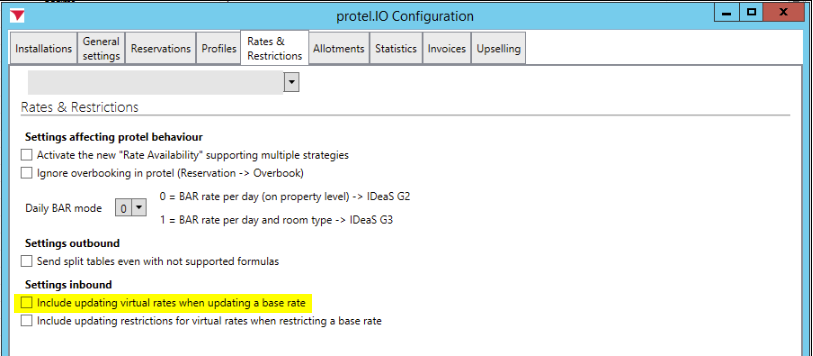 protel.IO Configuration
Installations
General settings
Reservations
Profiles
Rates & Restrictions
Allotments
Statistics
Invoices
Upselling
Rates & Restrictions
Settings affecting protel behaviour
Activate the new "Rate Availability" supporting multiple strategies
Ignore overbooking in protel (Reservation -> Overbook)
Daily BAR mode 0
0 = BAR rate per day (on property level) -> IDeaS G2
1 = BAR rate per day and room type -> IDeaS G3
Settings outbound
Send split tables even with not supported formulas
Settings inbound
Include updating virtual rates when updating a base rate
Include updating restrictions for virtual rates when restricting a base rate